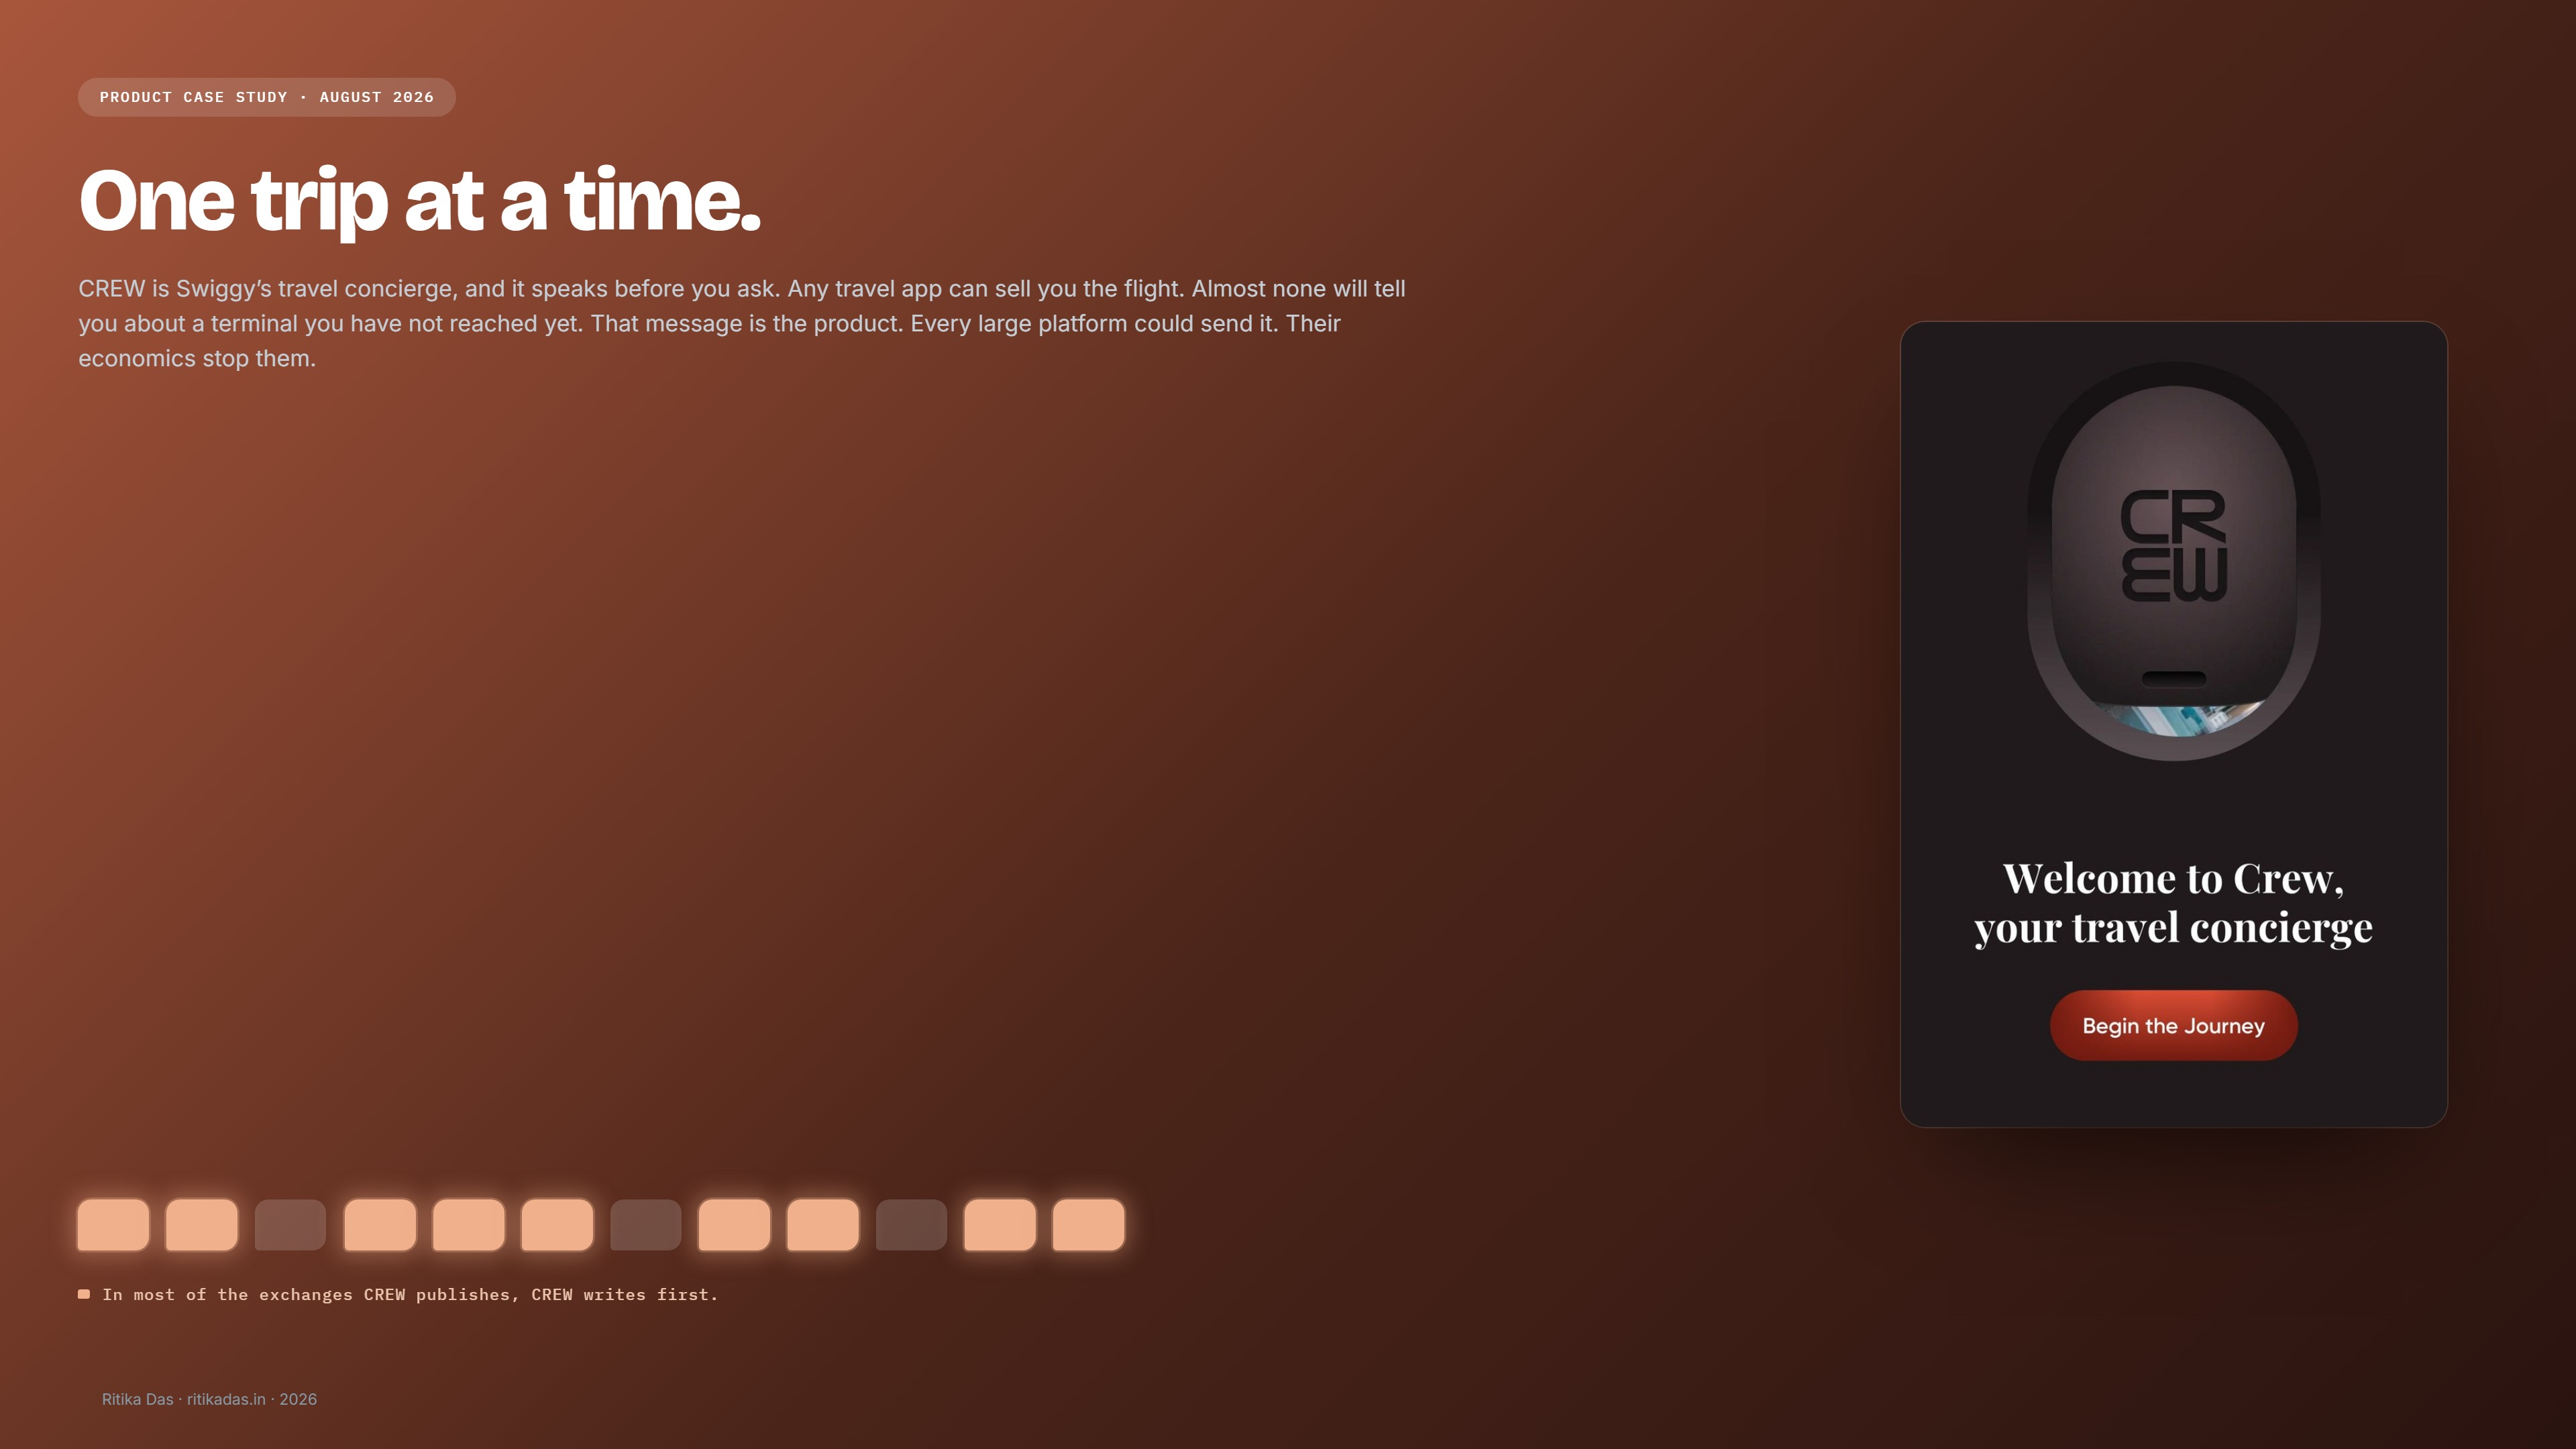 PRODUCT CASE STUDY · AUGUST 2026
One trip at a time.
CREW is Swiggy’s travel concierge, and it speaks before you ask. Any travel app can sell you the flight. Almost none will tell
you about a terminal you have not reached yet. That message is the product. Every large platform could send it. Their
economics stop them.
CR
EW
Welcome to Crew,
your travel concierge
Begin the Journey
In most of the exchanges CREW publishes, CREW writes first.
Ritika Das · ritikadas.in · 2026